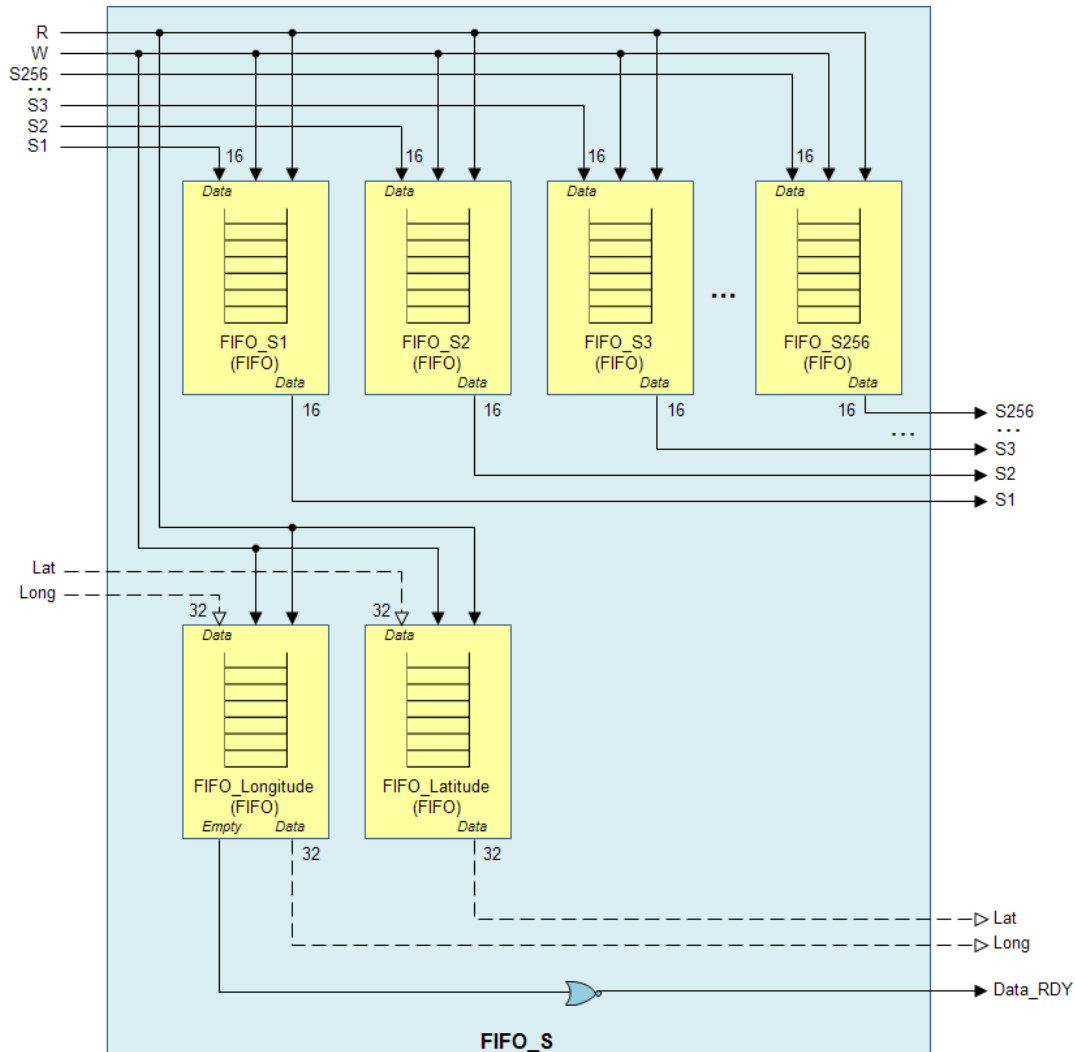 R
W
S256
...
S3
S2
S1
16
16
16
16
Data
Data
Data
Data
...
FIFO_S1
(FIFO)
FIFO_S2
(FIFO)
FIFO_S3
(FIFO)
FIFO_S256
(FIFO)
Data
Data
Data
Data
16
16
16
16
S256
...
...
S3
S2
S1
Lat
Long
32
32
Data
Data
FIFO_Longitude
(FIFO)
FIFO_Latitude
(FIFO)
Empty
Data
Data
32
32
Lat
Long
Data_RDY
FIFO_S